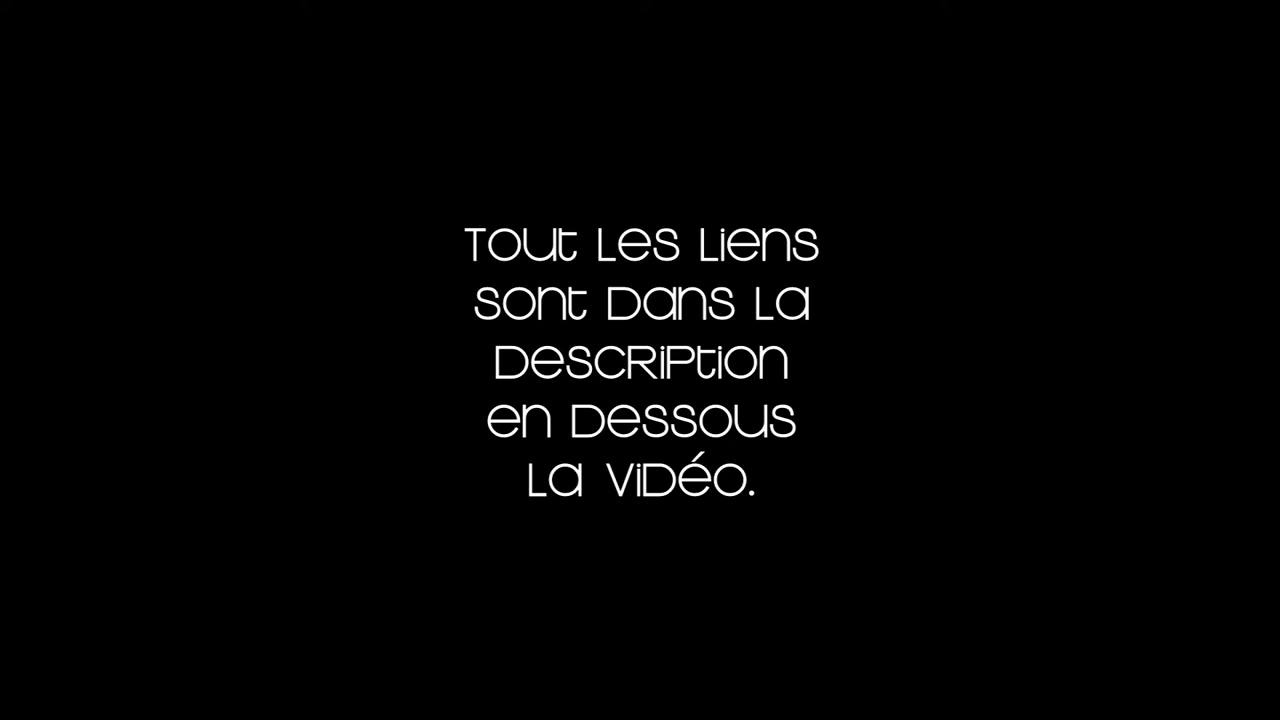 Tout les liens
sont dans la
description
en dessous
la vidéo.